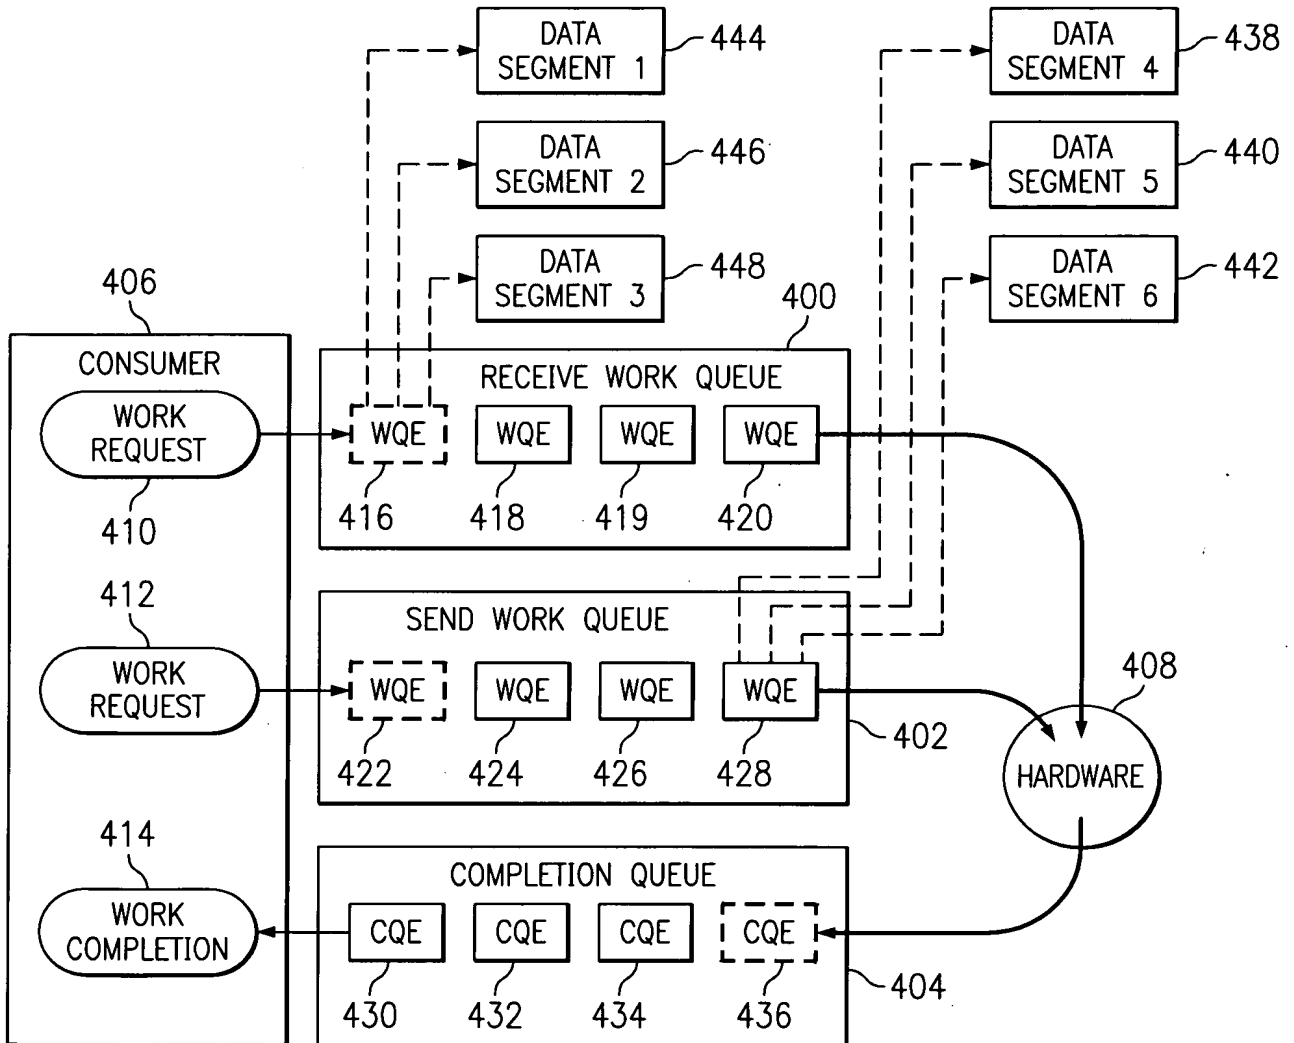 DATA
SEGMENT 1
444
DATA
SEGMENT 4
438
DATA
SEGMENT 2
446
DATA
SEGMENT 5
440
DATA
SEGMENT 3
448
DATA
SEGMENT 6
442
406
400
CONSUMER
RECEIVE WORK QUEUE
WORK
REQUEST
WQE
WQE
WQE
WQE
410
416
418
419
420
412
SEND WORK QUEUE
WORK
REQUEST
WQE
WQE
WQE
WQE
408
402
422
424
426
428
HARDWARE
414
COMPLETION QUEUE
WORK
COMPLETION
CQE
CQE
CQE
CQE
404
430
432
434
436